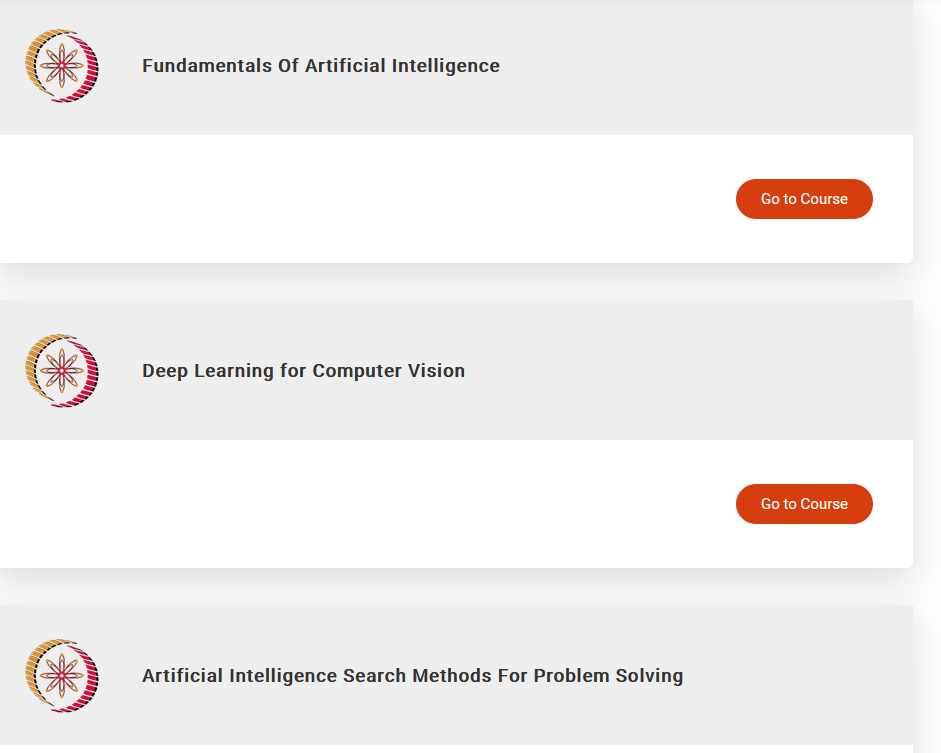 Fundamentals Of Artificial Intelligence
Go to Course
Deep Learning for Computer Vision
Go to Course
Artificial Intelligence Search Methods For Problem Solving